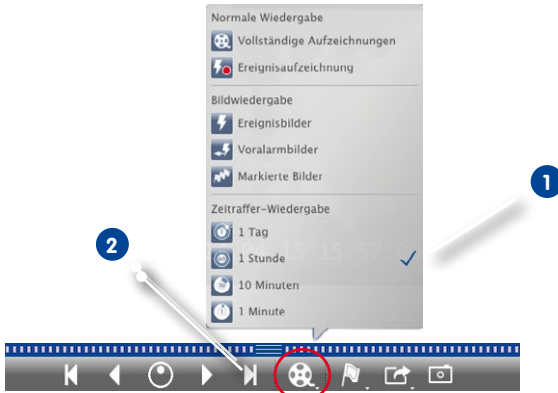 Normale Wiedergabe
Vollständige Aufzeichnungen
Ereignisaufzeichnung
Bildwiedergabe
Ereignisbilder
Voralarmbilder
Markierte Bilder
Zeitraffer-Wiedergabe
1 Tag
1 Stunde
10 Minuten
1 Minute
1
2